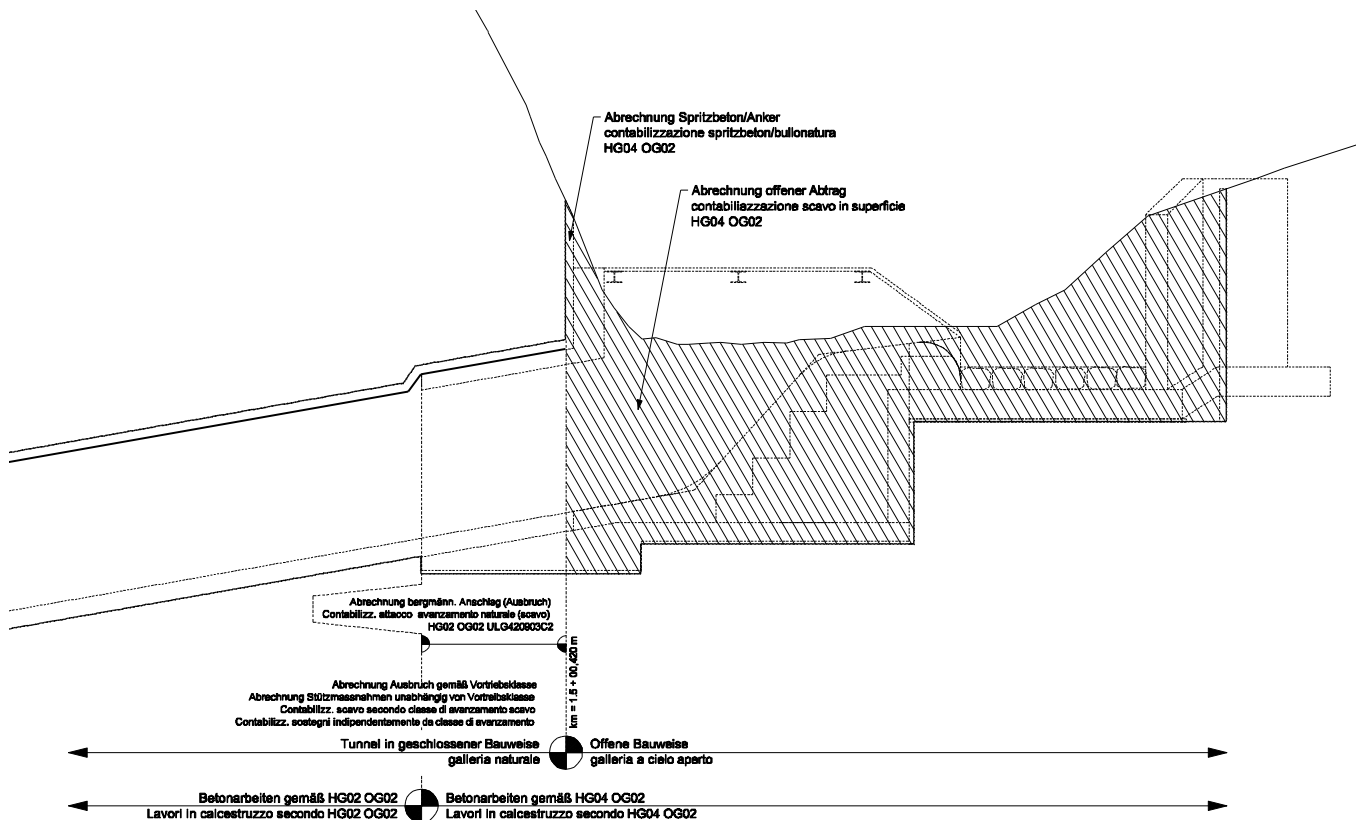 Abrechnung Spritzbeton/Anker
contabilizzazione spritzbeton/bullonatura
HG04 OG02
Abrechnung offener Abtrag
contabiliazzazione scavo in superficie
HG04 OG02
Abrechnung bergmänn. Anschlag (Ausbruch)
Contabilizz. attacco avanzamento naturale (scavo)
HG02 OG02 ULG420903C2
km = 1.5 + 00,420 m
Abrechnung Ausbruch gemäß Vortriebsklasse
Abrechnung Stützmassnahmen unabhängig von Vortreibsklasse
Contabilizz. scavo secondo classe di avanzamento scavo
Contabilizz. sostegni indipendentemente da classe di avanzamento
Tunnel in geschlossener Bauweise
galleria naturale
Offene Bauweise
galleria a cielo aperto
Betonarbeiten gemäß HG02 OG02
Lavori in calcestruzzo secondo HG02 OG02
Betonarbeiten gemäß HG04 OG02
Lavori in calcestruzzo secondo HG04 OG02